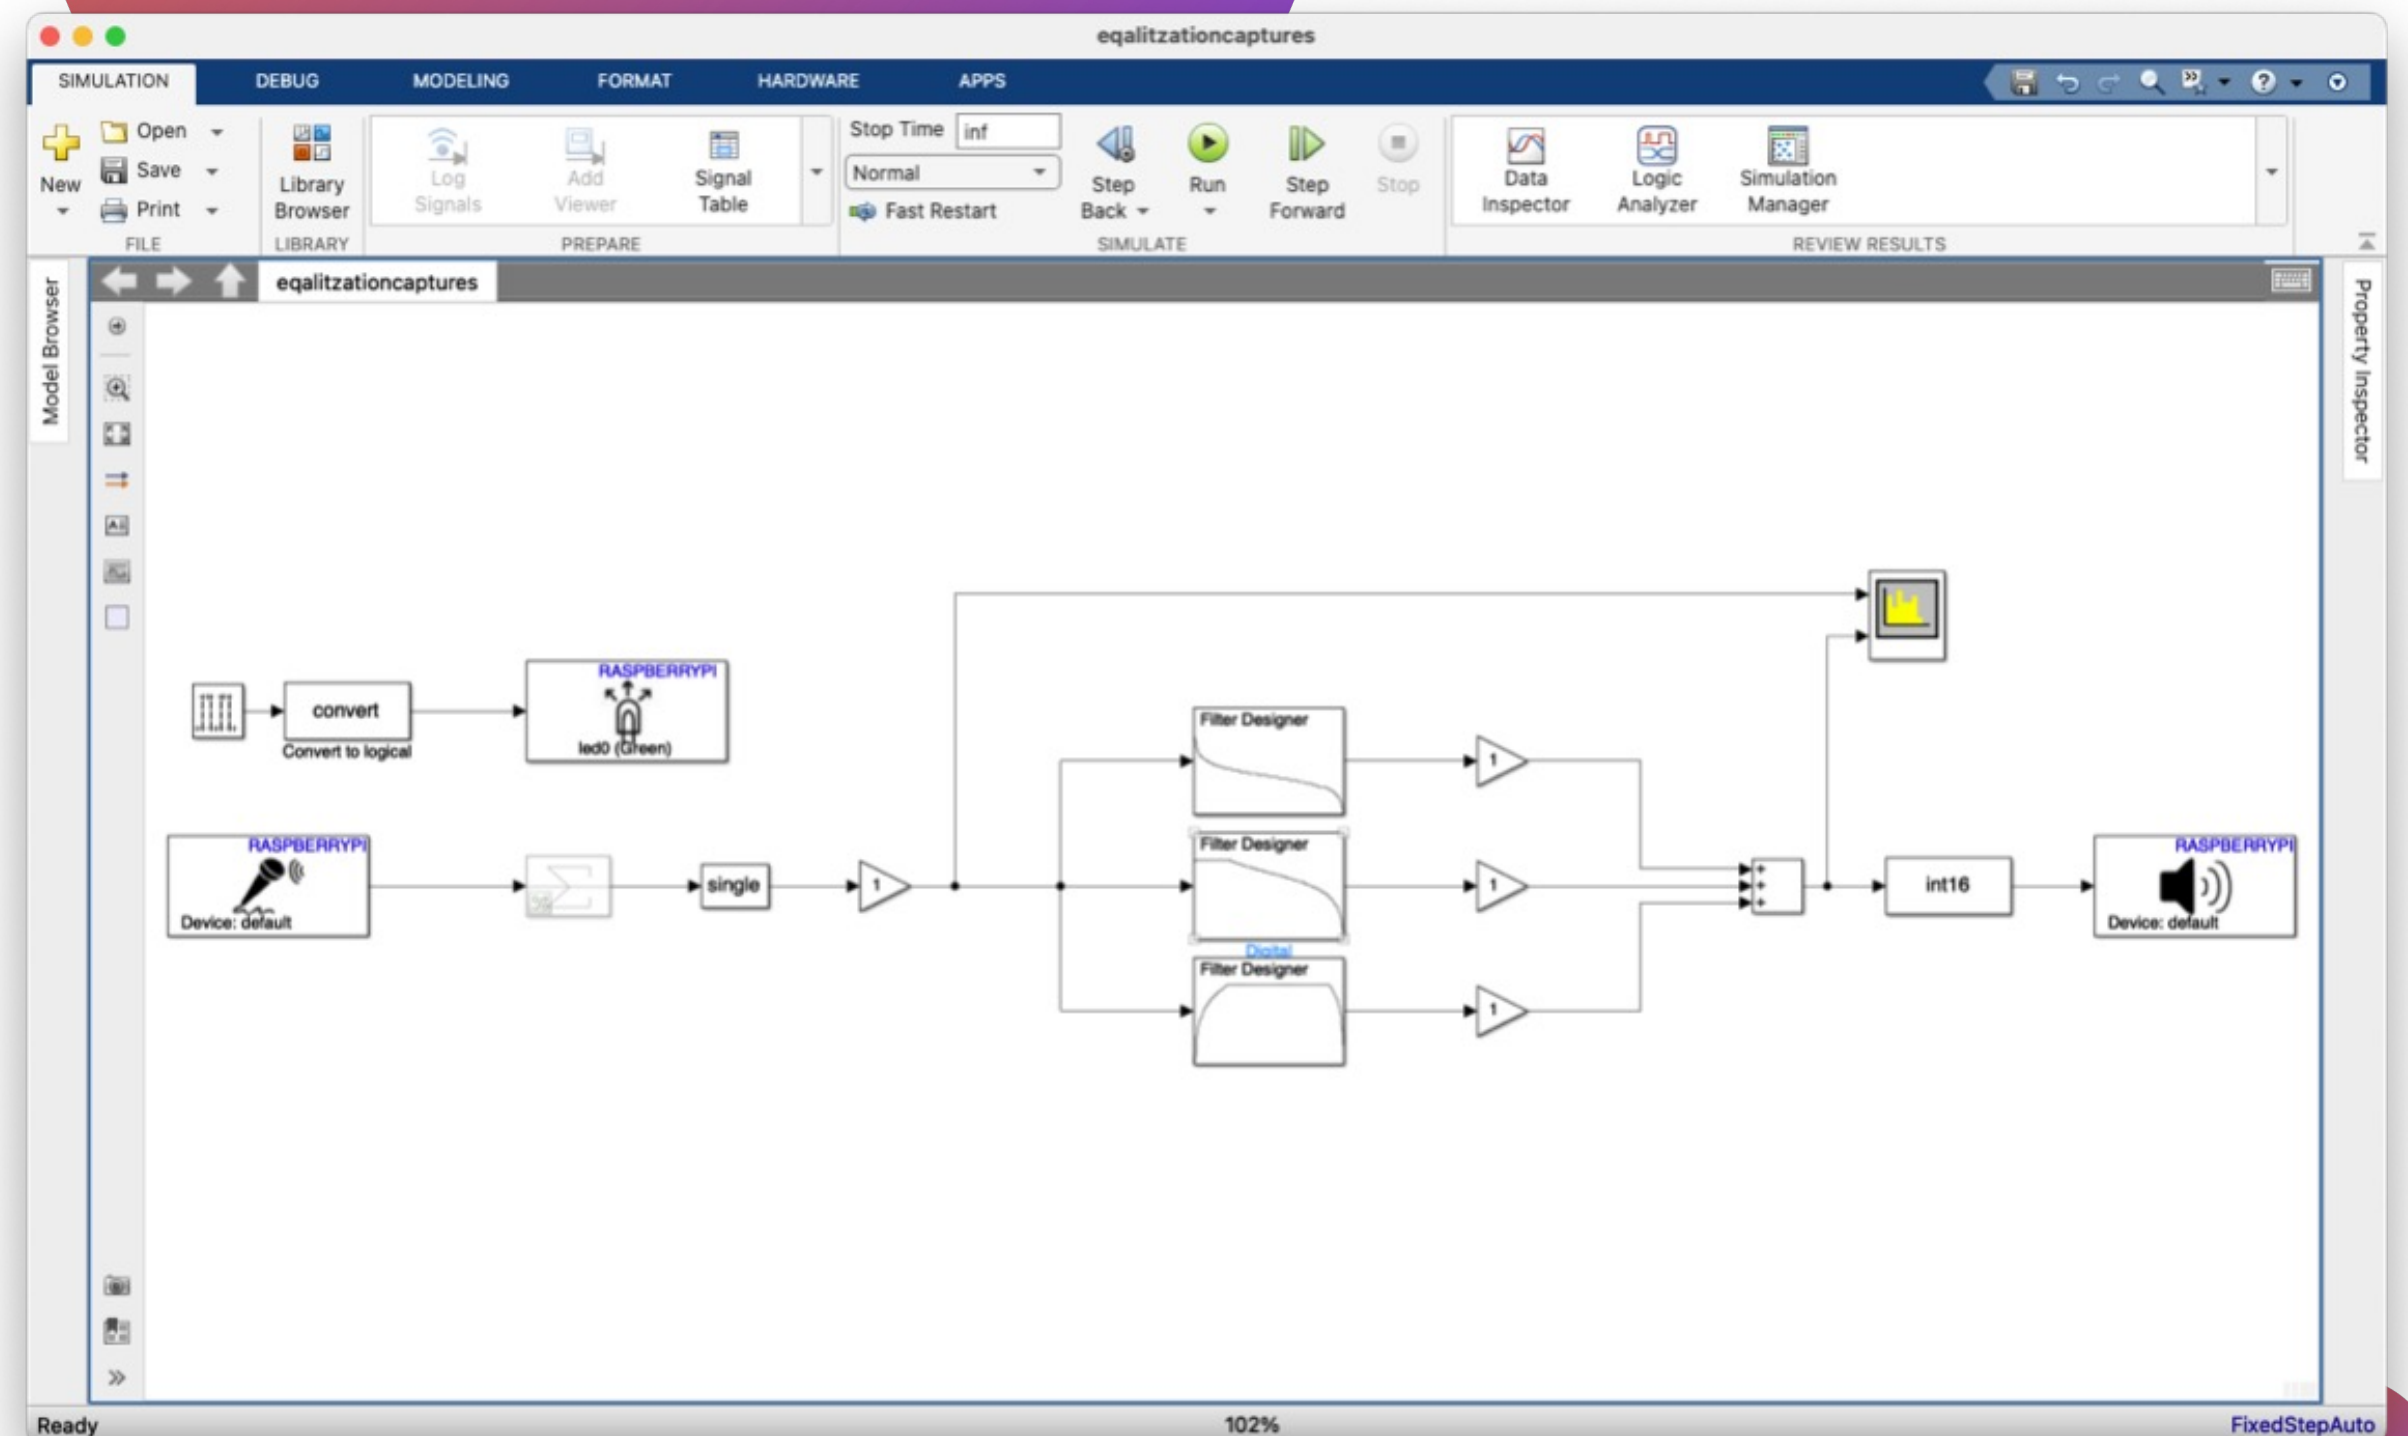 eqalitzationcaptures
SIMULATION DEBUG MODELING FORMAT HARDWARE APPS
New
Open
Save
Print
FILE
Library
Browser
LIBRARY
Log
Signals
Add
Viewer
Signal
Table
PREPARE
Stop Time inf
Normal
Fast Restart
Step
Back
Run
Step
Forward
Stop
SIMULATE
Data
Inspector
Logic
Analyzer
Simulation
Manager
REVIEW RESULTS
Model Browser
eqalitzationcaptures
Property Inspector
convert
Convert to logical
RASPBERRYPI
led0 (Green)
RASPBERRYPI
Device: default
single
1
Filter Designer
1
Filter Designer
1
Digital
Filter Designer
1
+
+
+
int16
RASPBERRYPI
Device: default
Ready
102%
FixedStepAuto